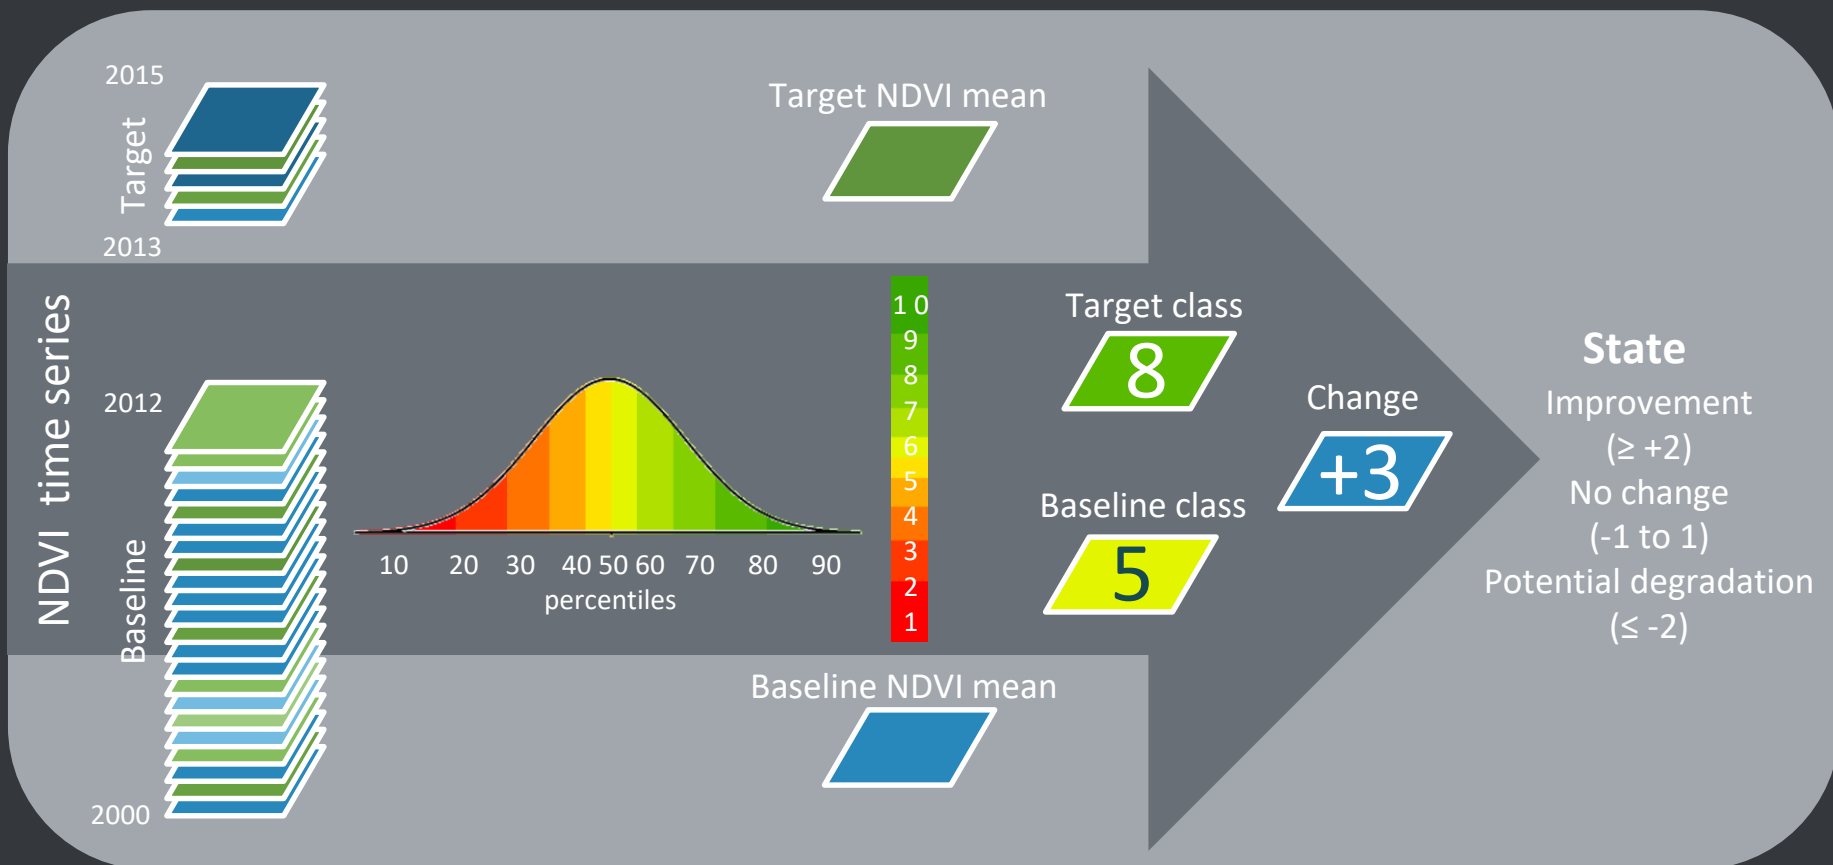 NDVI time series
2015
Target
2013
2012
Baseline
2000
10 20 30 40 50 60 70 80 90
percentiles
Target NDVI mean
1 0
9
8
7
6
5
4
3
2
1
Baseline NDVI mean
Target class
8
Baseline class
5
Change
+3
State
Improvement
(≥ +2)
No change
(-1 to 1)
Potential degradation
(≤ -2)